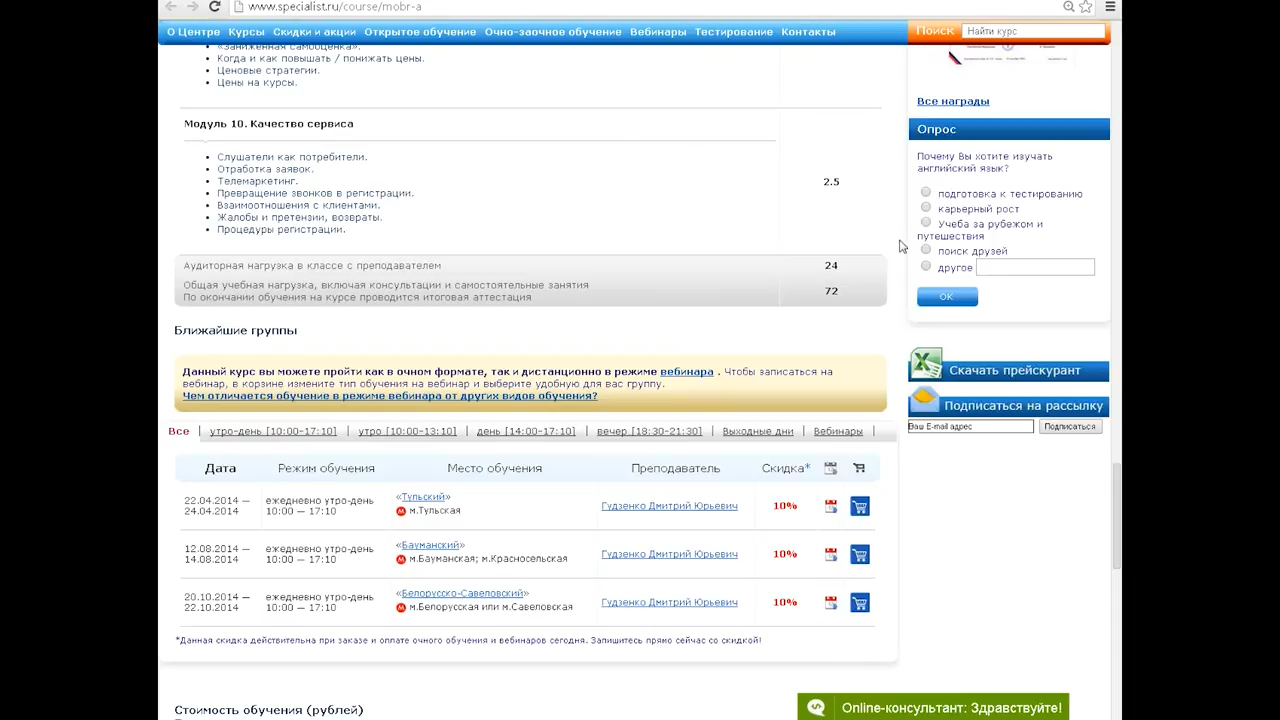 www.specialist.ru/course/mobr-a
О Центре Курсы Скидки и акции Открытое обучение Очно-заочное обучение Вебинары Тестирование Контакты
Поиск Найти курс
«Заниженная самооценка».
Когда и как повышать / понижать цены.
Ценовые стратегии.
Цены на курсы.
Модуль 10. Качество сервиса
Слушатели как потребители.
Отработка заявок.
Телемаркетинг.
Превращение звонков в регистрации.
Взаимоотношения с клиентами.
Жалобы и претензии, возвраты.
Процедуры регистрации.
2.5
Аудиторная нагрузка в классе с преподавателем 24
Общая учебная нагрузка, включая консультации и самостоятельные занятия
По окончании обучения на курсе проводится итоговая аттестация
72
Ближайшие группы
Данный курс вы можете пройти как в очном формате, так и дистанционно в режиме вебинара . Чтобы записаться на
вебинар, в корзине измените тип обучения на вебинар и выберите удобную для вас группу.
Чем отличается обучение в режиме вебинара от других видов обучения?
Все | утро-день [10:00-17:10] | утро [10:00-13:10] | день [14:00-17:10] | вечер [18:30-21:30] | Выходные дни | Вебинары |
Дата Режим обучения Место обучения Преподаватель Скидка*
22.04.2014 — ежедневно утро-день «Тульский»
24.04.2014 10:00 — 17:10 м.Тульская
Гудзенко Дмитрий Юрьевич 10%
12.08.2014 — ежедневно утро-день «Бауманский»
14.08.2014 10:00 — 17:10 м.Бауманская; м.Красносельская
Гудзенко Дмитрий Юрьевич 10%
20.10.2014 — ежедневно утро-день «Белорусско-Савеловский»
22.10.2014 10:00 — 17:10 м.Белорусская или м.Савеловская
Гудзенко Дмитрий Юрьевич 10%
*Данная скидка действительна при заказе и оплате очного обучения и вебинаров сегодня. Запишитесь прямо сейчас со скидкой!
Стоимость обучения (рублей)
Все награды
Опрос
Почему Вы хотите изучать
английский язык?
подготовка к тестированию
карьерный рост
Учеба за рубежом и
путешествия
поиск друзей
другое
ОК
Скачать прейскурант
Подписаться на рассылку
Ваш E-mail адрес Подписаться
Online-консультант: Здравствуйте!